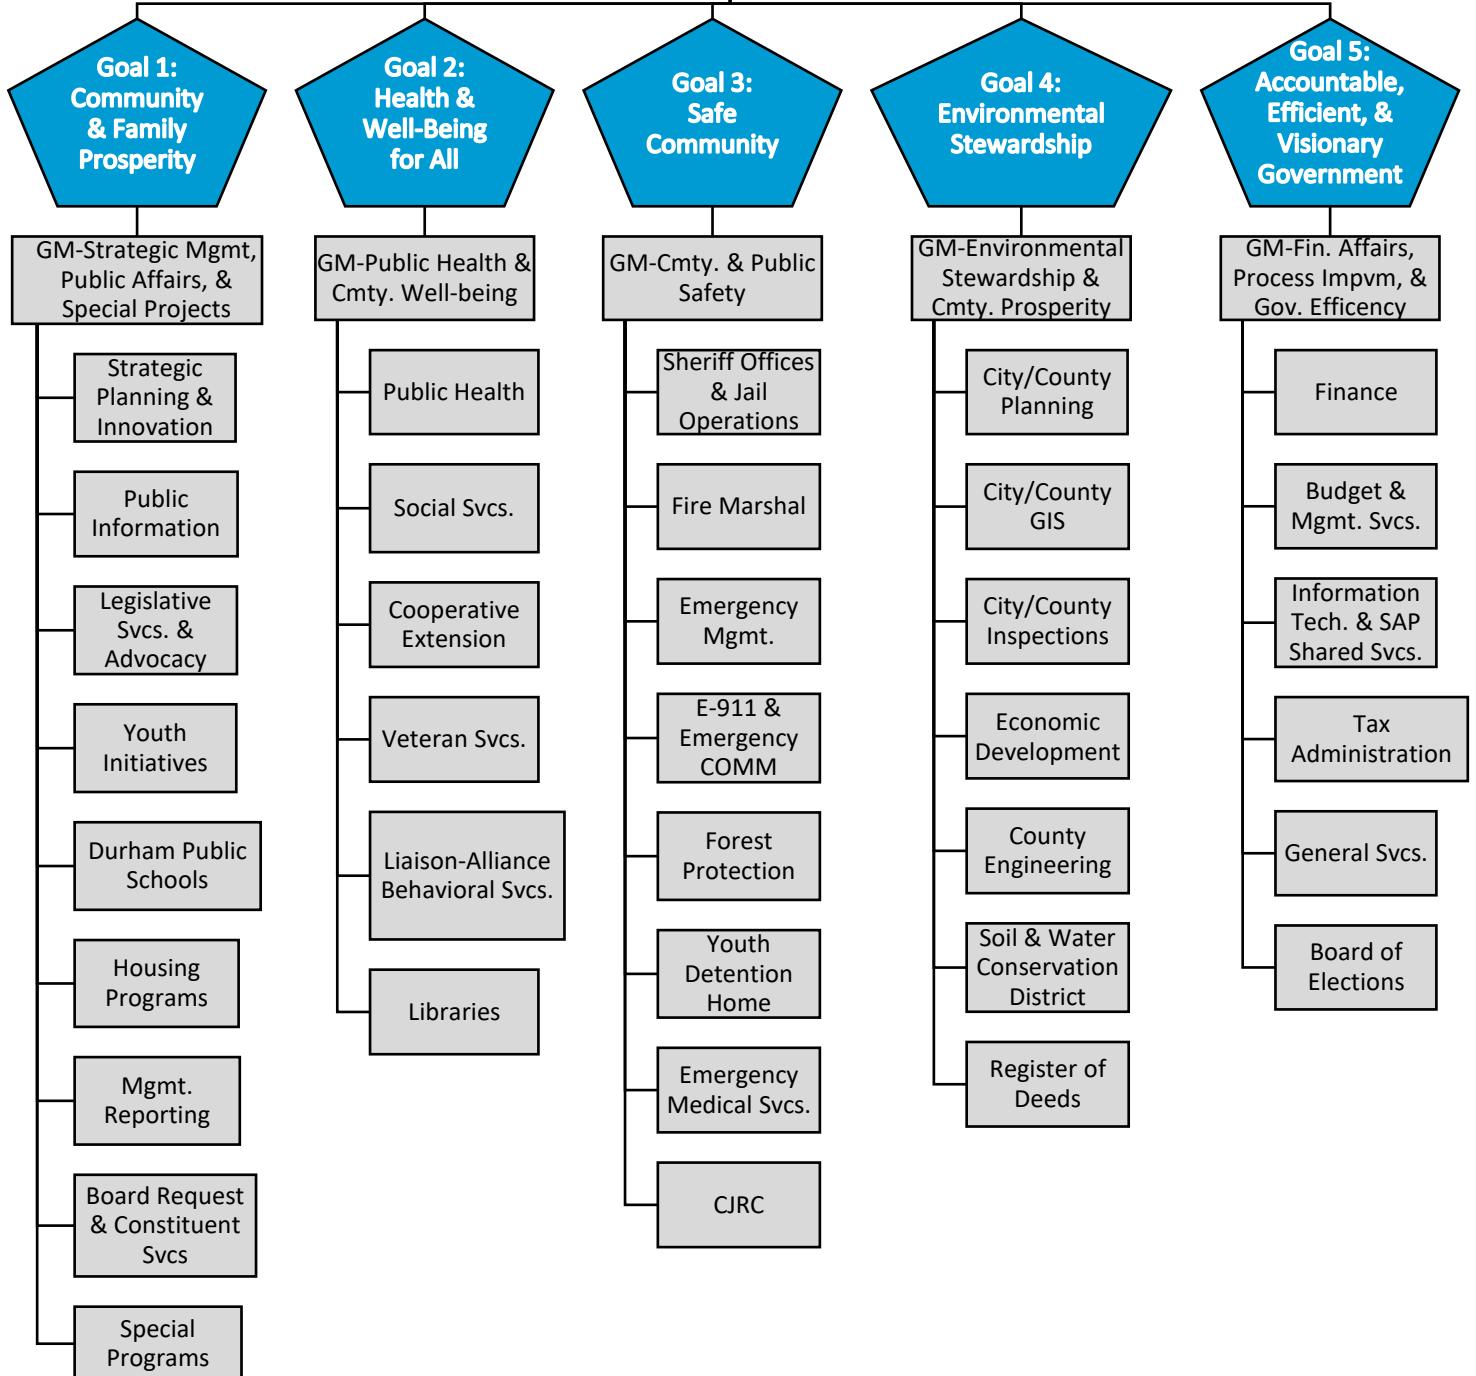 Goal 1:
Community
& Family
Prosperity
Goal 2:
Health &
Well-Being
for All
Goal 3:
Safe
Community
Goal 4:
Environmental
Stewardship
Goal 5:
Accountable,
Efficient, &
Visionary
Government
GM-Strategic Mgmt,
Public Affairs, &
Special Projects
GM-Public Health &
Cmty. Well-being
GM-Cmty. & Public
Safety
GM-Environmental
Stewardship &
Cmty. Prosperity
GM-Fin. Affairs,
Process Impvm, &
Gov. Efficency
Strategic
Planning &
Innovation
Public
Information
Legislative
Svcs. &
Advocacy
Youth
Initiatives
Durham Public
Schools
Housing
Programs
Mgmt.
Reporting
Board Request
& Constituent
Svcs
Special
Programs
Public Health
Social Svcs.
Cooperative
Extension
Veteran Svcs.
Liaison-Alliance
Behavioral Svcs.
Libraries
Sheriff Offices
& Jail
Operations
Fire Marshal
Emergency
Mgmt.
E-911 &
Emergency
COMM
Forest
Protection
Youth
Detention
Home
Emergency
Medical Svcs.
CJRC
City/County
Planning
City/County
GIS
City/County
Inspections
Economic
Development
County
Engineering
Soil & Water
Conservation
District
Register of
Deeds
Finance
Budget &
Mgmt. Svcs.
Information
Tech. & SAP
Shared Svcs.
Tax
Administration
General Svcs.
Board of
Elections